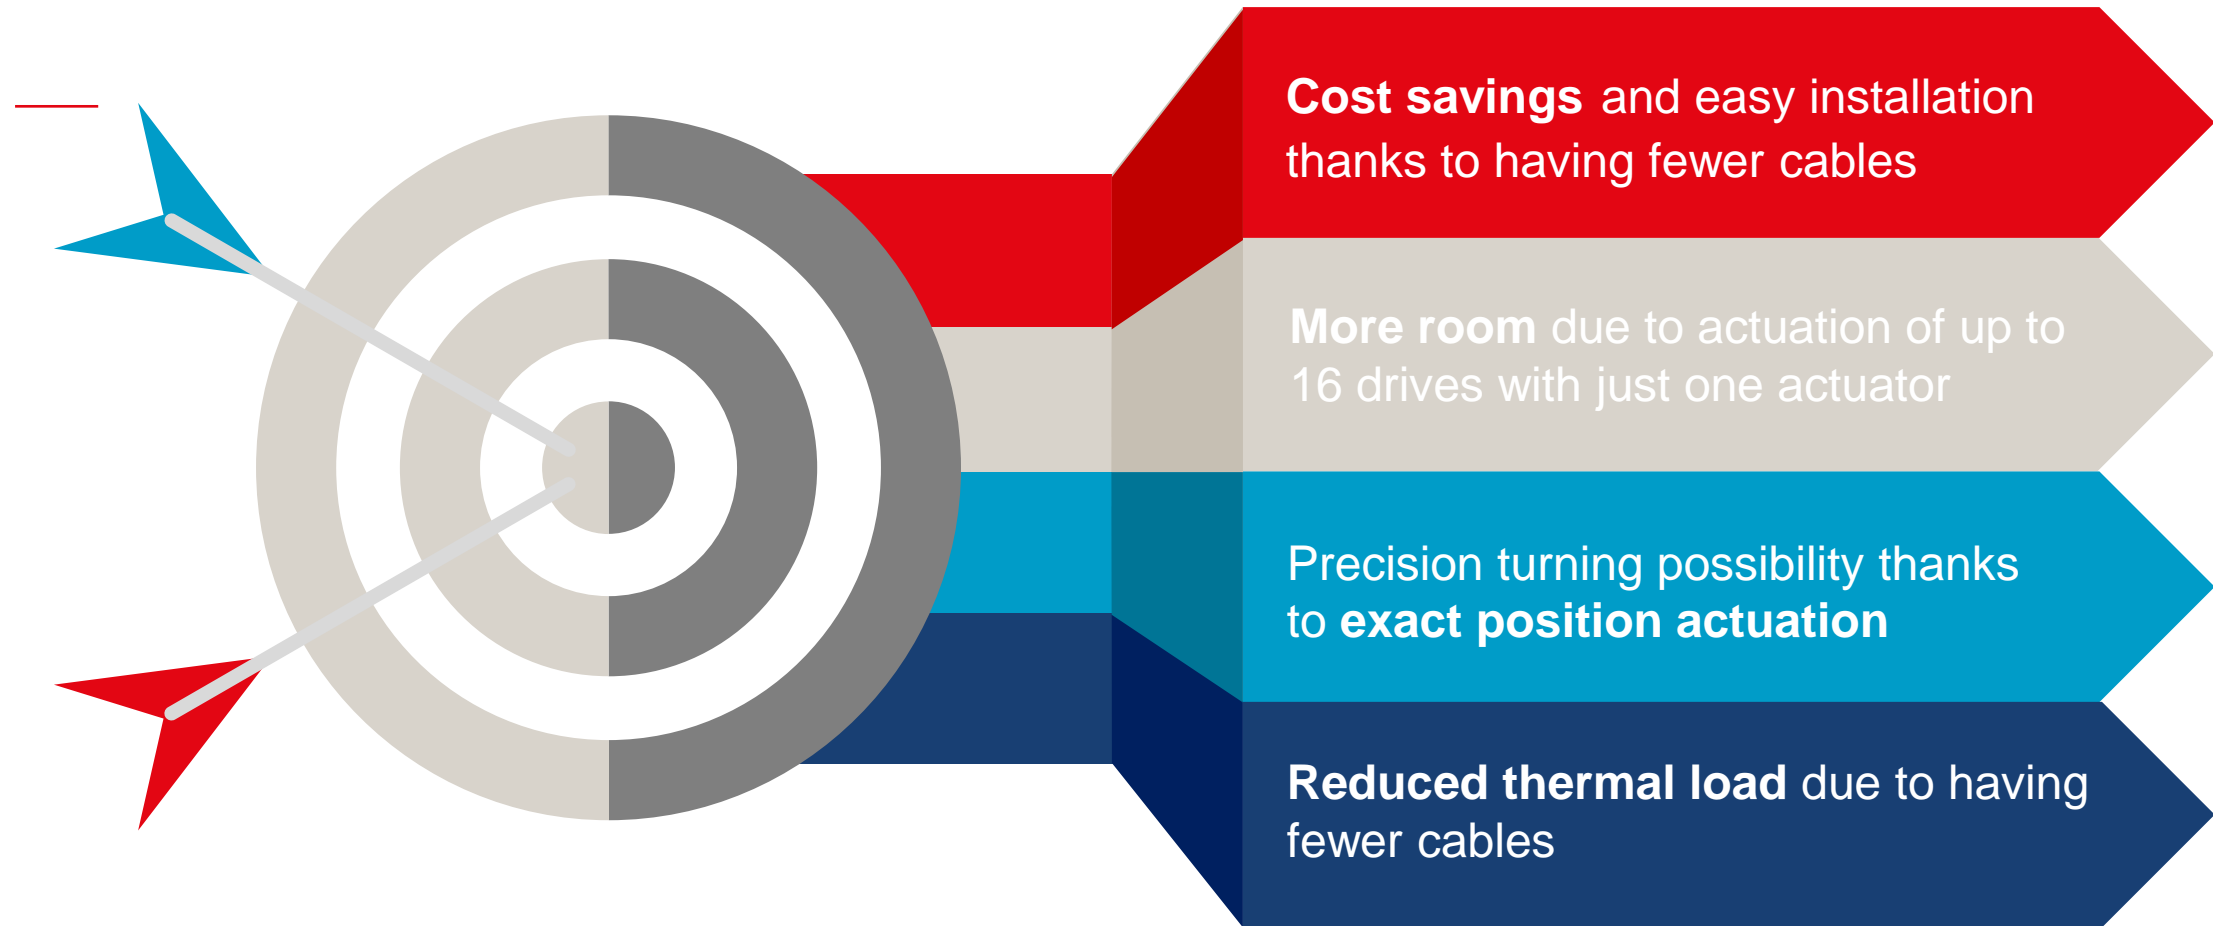 Cost savings and easy installation
thanks to having fewer cables
More room due to actuation of up to
16 drives with just one actuator
Precision turning possibility thanks
to exact position actuation
Reduced thermal load due to having
fewer cables